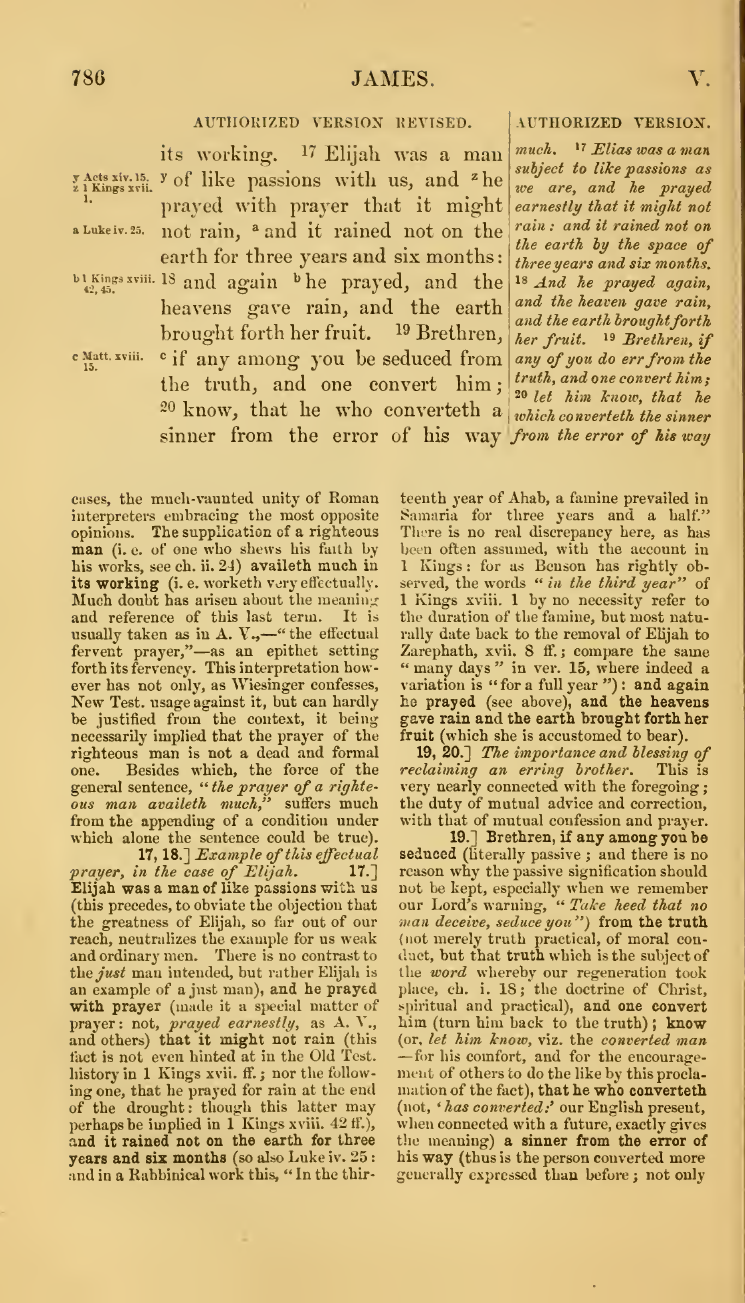 786 JAMES. V.
AUTHORIZED VERSION REVISED.
its working. 17 Elijah was a man
y Acts xiv. 15.
z 1 Kings xvii.
1.
y of like passions with us, and z he
prayed with prayer that it might
a Luke iv. 25.
not rain, a and it rained not on the
earth for three years and six months:
b 1 Kings xviii.
42, 45.
18 and again b he prayed, and the
heavens gave rain, and the earth
brought forth her fruit. 19 Brethren,
c Matt. xviii.
15.
c if any among you be seduced from
the truth, and one convert him;
20 know, that he who converteth a
sinner from the error of his way
AUTHORIZED VERSION.
much. 17 Elias was a man
subject to like passions as
we are, and he prayed
earnestly that it might not
rain: and it rained not on
the earth by the space of
three years and six months.
18 And he prayed again,
and the heaven gave rain,
and the earth brought forth
her fruit. 19 Brethren, if
any of you do err from the
truth, and one convert him;
20 let him know, that he
which converteth the sinner
from the error of his way
cases, the much-vaunted unity of Roman
interpreters embracing the most opposite
opinions. The supplication of a righteous
man (i. e. of one who shews his faith by
his works, see ch. ii. 24) availeth much in
its working (i. e. worketh very effectually.
Much doubt has arisen about the meaning
and reference of this last term. It is
usually taken as in A. V.,—“the effectual
fervent prayer,”—as an epithet setting
forth its fervency. This interpretation how-
ever has not only, as Wiesinger confesses,
New Test. usage against it, but can hardly
be justified from the context, it being
necessarily implied that the prayer of the
righteous man is not a dead and formal
one. Besides which, the force of the
general sentence, “the prayer of a righte-
ous man availeth much,” suffers much
from the appending of a condition under
which alone the sentence could be true).
17, 18.] Example of this effectual
prayer, in the case of Elijah. 17.]
Elijah was a man of like passions with us
(this precedes, to obviate the objection that
the greatness of Elijah, so far out of our
reach, neutralizes the example for us weak
and ordinary men. There is no contrast to
the just man intended, but rather Elijah is
an example of a just man), and he prayed
with prayer (made it a special matter of
prayer: not, prayed earnestly, as A. V.,
and others) that it might not rain (this
fact is not even hinted at in the Old Test.
history in 1 Kings xvii. ff.; nor the follow-
ing one, that he prayed for rain at the end
of the drought: though this latter may
perhaps be implied in 1 Kings xviii. 42 ff.),
and it rained not on the earth for three
years and six months (so also Luke iv. 25:
and in a Rabbinical work this, “In the thir-
teenth year of Ahab, a famine prevailed in
Samaria for three years and a half.”
There is no real discrepancy here, as has
been often assumed, with the account in
1 Kings: for as Benson has rightly ob-
served, the words “in the third year” of
1 Kings xviii. 1 by no necessity refer to
the duration of the famine, but most natu-
rally date back to the removal of Elijah to
Zarephath, xvii. 8 ff.; compare the same
“many days” in ver. 15, where indeed a
variation is “for a full year”): and again
he prayed (see above), and the heavens
gave rain and the earth brought forth her
fruit (which she is accustomed to bear).
19, 20.] The importance and blessing of
reclaiming an erring brother. This is
very nearly connected with the foregoing;
the duty of mutual advice and correction,
with that of mutual confession and prayer.
19.] Brethren, if any among you be
seduced (literally passive; and there is no
reason why the passive signification should
not be kept, especially when we remember
our Lord’s warning, “Take heed that no
man deceive, seduce you”) from the truth
(not merely truth practical, of moral con-
duct, but that truth which is the subject of
the word whereby our regeneration took
place, ch. i. 18; the doctrine of Christ,
spiritual and practical), and one convert
him (turn him back to the truth); know
(or, let him know, viz. the converted man
—for his comfort, and for the encourage-
ment of others to do the like by this procla-
mation of the fact), that he who converteth
(not, ‘has converted:’ our English present,
when connected with a future, exactly gives
the meaning) a sinner from the error of
his way (thus is the person converted more
generally expressed than before; not only